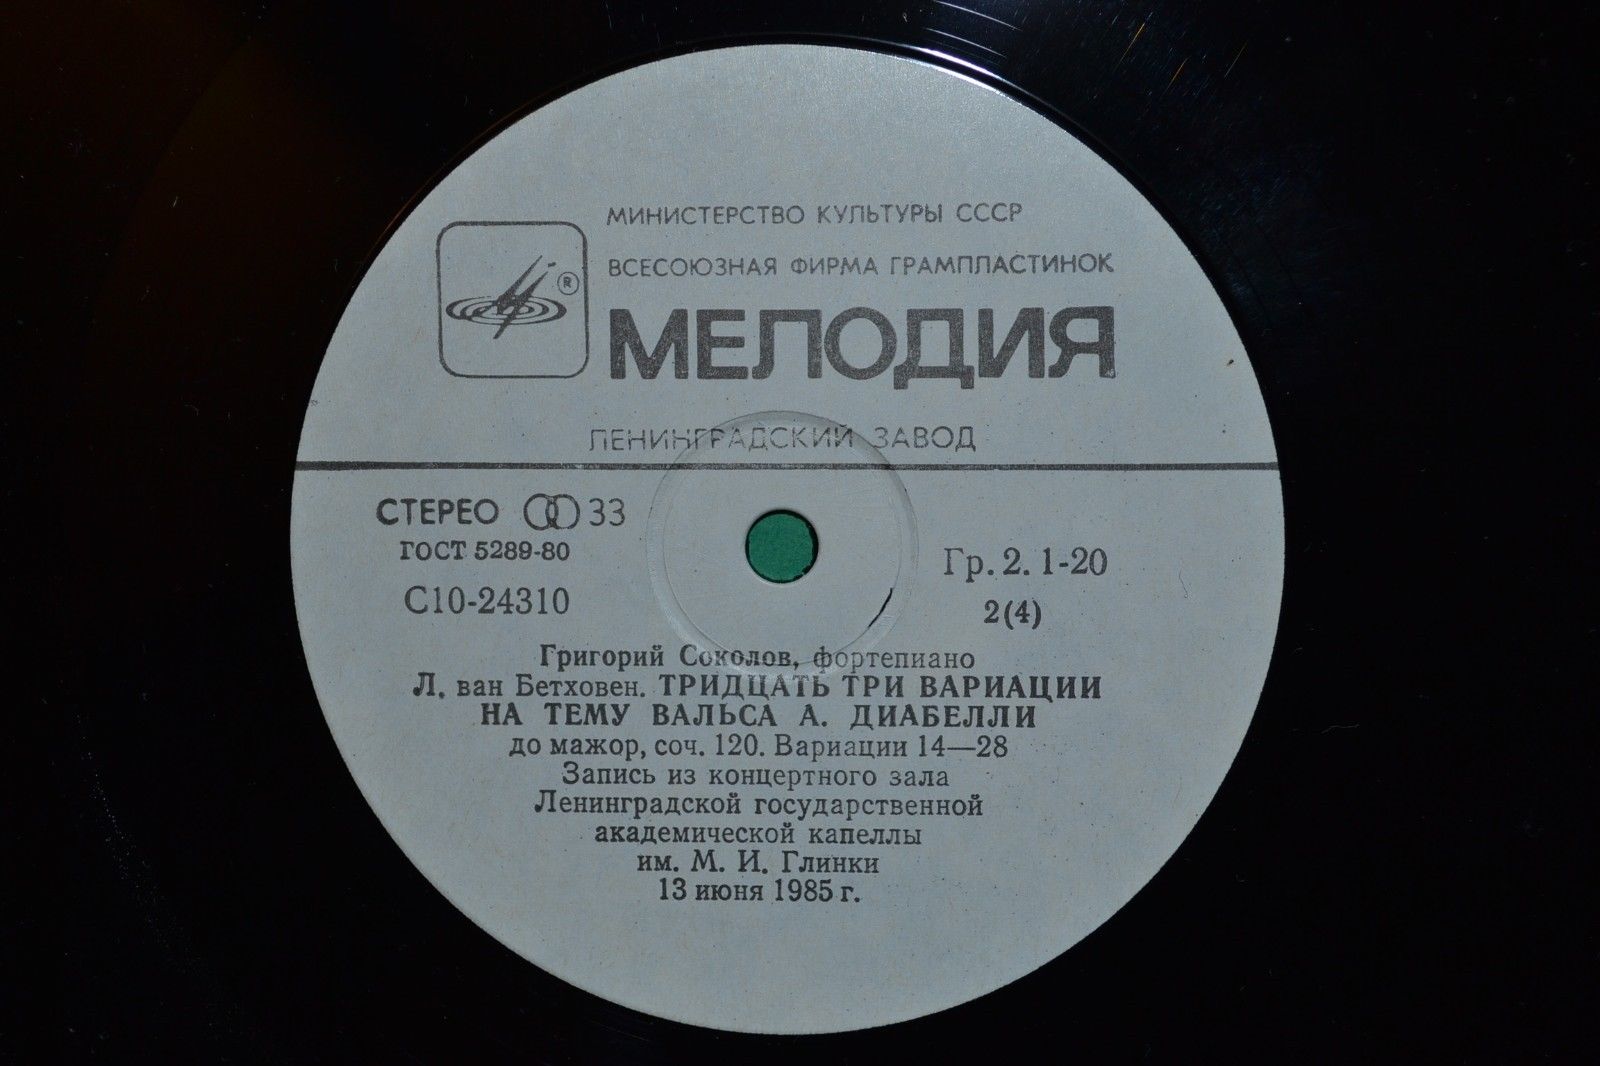 МИНИСТЕРСТВО КУЛЬТУРЫ СССР
ВСЕСОЮЗНАЯ ФИРМА ГРАМПЛАСТИНОК
®
МЕЛОДИЯ
ЛЕНИНГРАДСКИЙ ЗАВОД
СТЕРЕО 33
ГОСТ 5289-80
С10-24310
Гр. 2. 1-20
2(4)
Григорий Соколов, фортепиано
Л. ван Бетховен. ТРИДЦАТЬ ТРИ ВАРИАЦИИ
НА ТЕМУ ВАЛЬСА А. ДИАБЕЛЛИ
до мажор, соч. 120. Вариации 14—28
Запись из концертного зала
Ленинградской государственной
академической капеллы
им. М. И. Глинки
13 июня 1985 г.